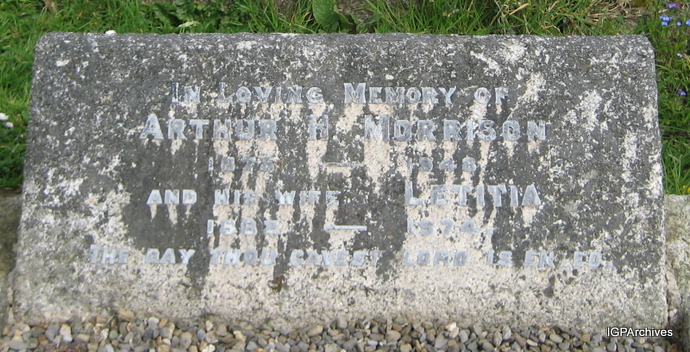 IN LOVING MEMORY OF
ARTHUR H MORRISON
AND HIS WIFE LETITIA
THE DAY THOU GAVEST LORD IS ENDED.
IGPArchives